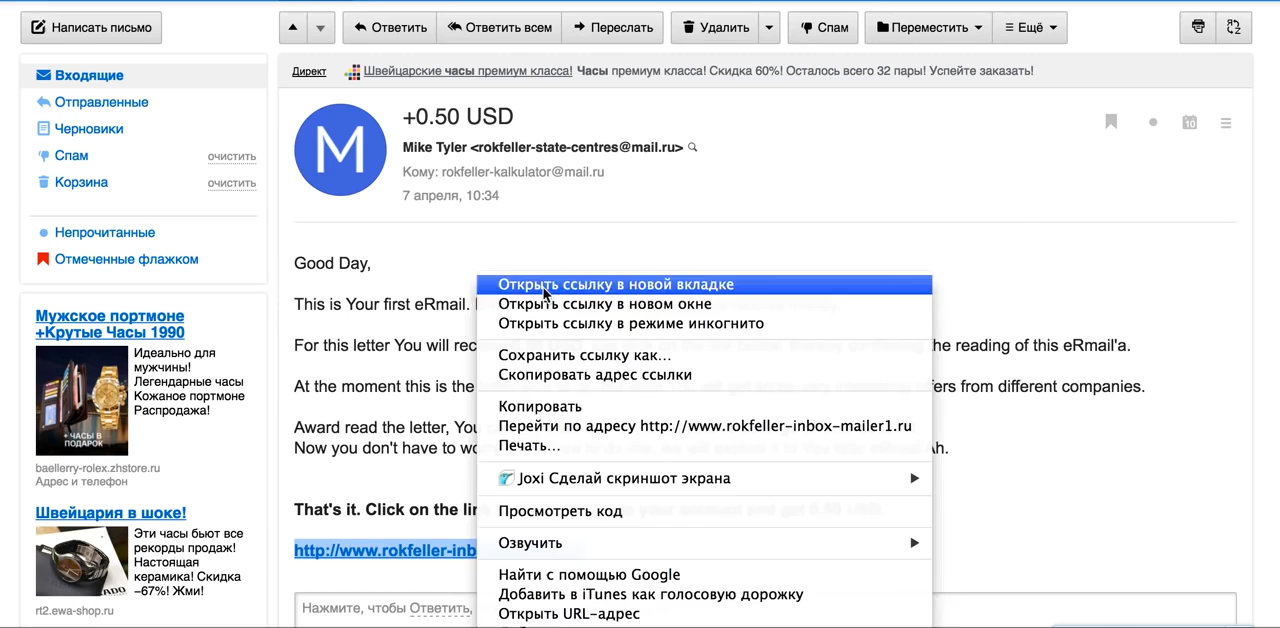 Написать письмо
Ответить
Ответить всем
Переслать
Удалить
Спам
Переместить
Ещё
Входящие
Отправленные
Черновики
Спам
очистить
Корзина
очистить
Непрочитанные
Отмеченные флажком
Мужское портмоне
+Крутые Часы 1990
Идеально для
мужчины!
Легендарные часы
Кожаное портмоне
Распродажа!
+ ЧАСЫ В
ПОДАРОК
baellerry-rolex.zhstore.ru
Адрес и телефон
Швейцария в шоке!
Эти часы бьют все
рекорды продаж!
Настоящая
керамика! Скидка
–67%! Жми!
rt2.ewa-shop.ru
Директ
Швейцарские часы премиум класса! Часы премиум класса! Скидка 60%! Осталось всего 32 пары! Успейте заказать!
M
+0.50 USD
Mike Tyler <rokfeller-state-centres@mail.ru>
Кому: rokfeller-kalkulator@mail.ru
7 апреля, 10:34
10
Good Day,
This is Your first eRmail.
For this letter You will he reading of this eRmail'a.
At the moment this is the from different companies.
Award read the letter,
Now you don't have to
That's it. Click on the
http://www.rokfeller-inb
Нажмите, чтобы Ответить,
Открыть ссылку в новой вкладке
Открыть ссылку в новом окне
Открыть ссылку в режиме инкогнито
Сохранить ссылку как...
Скопировать адрес ссылки
Копировать
Перейти по адресу http://www.rokfeller-inbox-mailer1.ru
Печать...
Joxi Сделай скриншот экрана
Просмотреть код
Озвучить
Найти с помощью Google
Добавить в iTunes как голосовую дорожку
Открыть URL-адрес